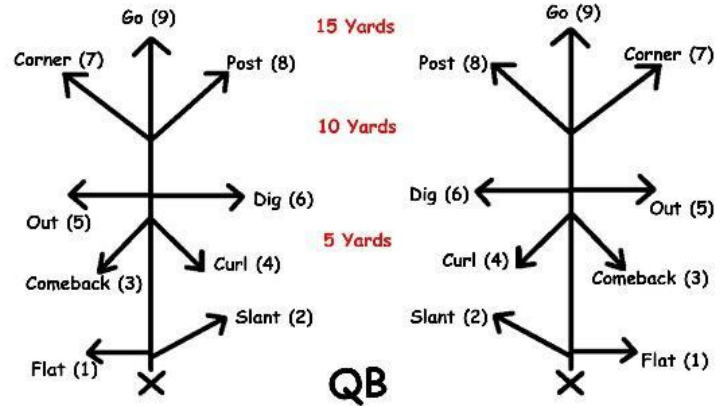 Go (9)
Corner (7)
Post (8)
Out (5)
Dig (6)
Comeback (3)
Curl (4)
Slant (2)
Flat (1)
X
15 Yards
10 Yards
5 Yards
QB
Go (9)
Post (8)
Corner (7)
Dig (6)
Out (5)
Curl (4)
Comeback (3)
Slant (2)
Flat (1)
X